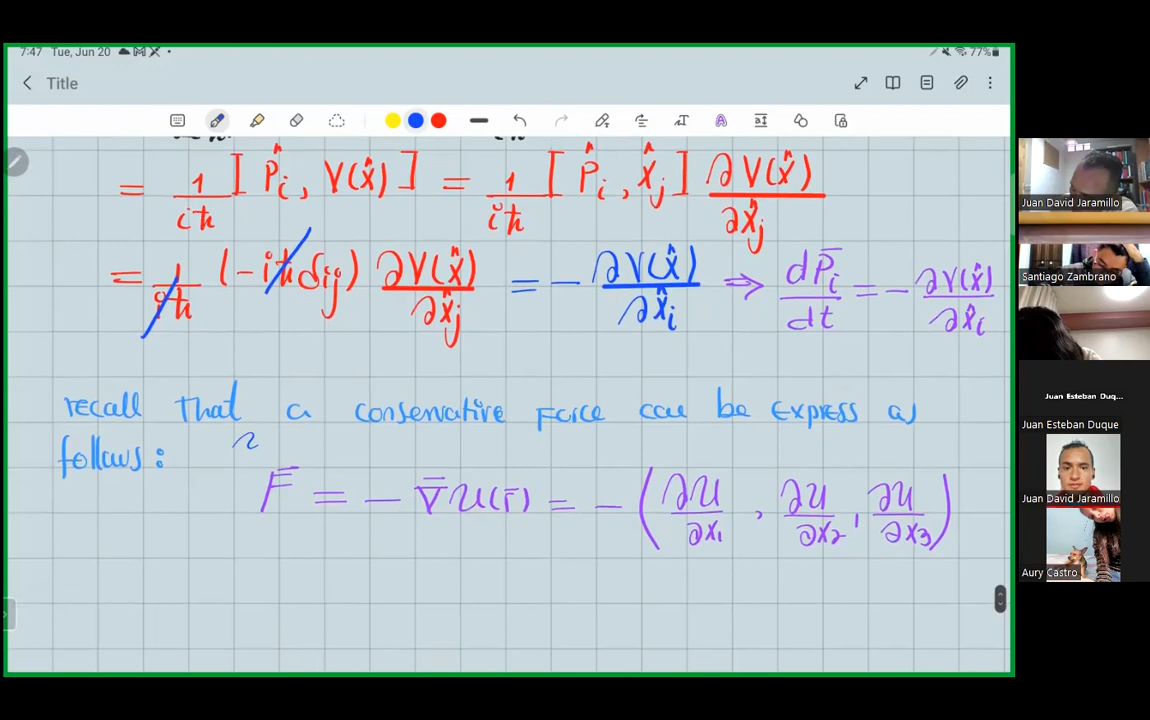 7:47 Tue, Jun 20
77%
Title
= 1/iħ [P̂i, V(x̂)] = 1/iħ [P̂i, x̂j] ∂V(x̂)/∂x̂j
= 1/iħ (-iħδij) ∂V(x̂)/∂x̂j = - ∂V(x̂)/∂x̂i ⇒ dP̄i/dt = - ∂V(x̂)/∂x̂i
recall that a conservative Force can be Express as
follows:
F̄ = - ∇̄U(r̄) = - (∂U/∂x1, ∂U/∂x2, ∂U/∂x3)
Juan David Jaramillo
Santiago Zambrano
Juan Esteban Duq...
Juan Esteban Duque
Juan David Jaramillo
Aury Castro